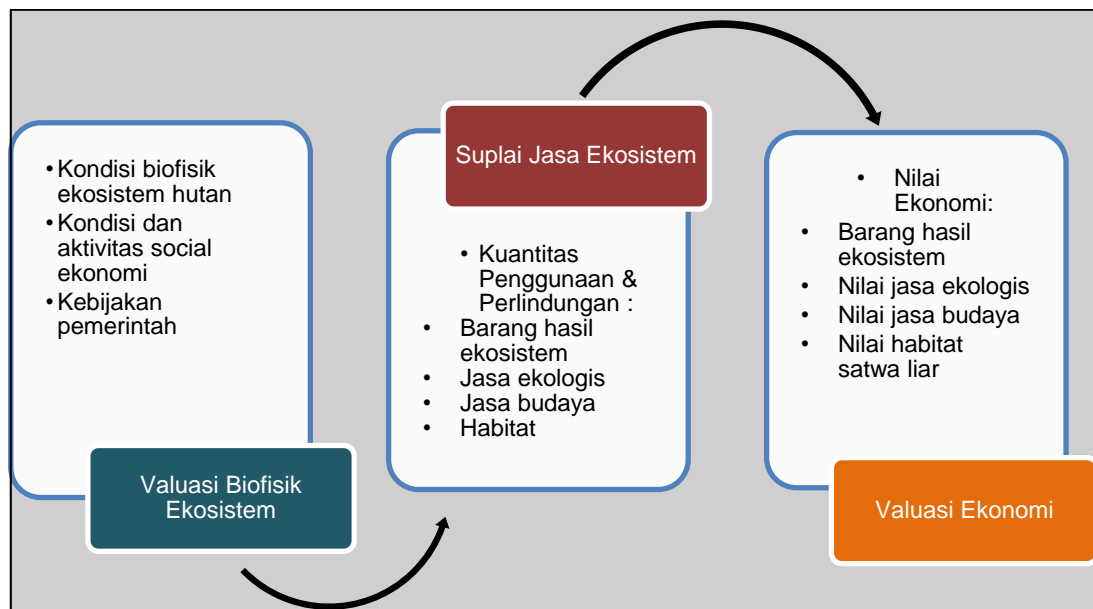 • Kondisi biofisik
ekosistem hutan
• Kondisi dan
aktivitas social
ekonomi
• Kebijakan
pemerintah
Valuasi Biofisik
Ekosistem
Suplai Jasa Ekosistem
• Kuantitas
Penggunaan &
Perlindungan :
• Barang hasil
ekosistem
• Jasa ekologis
• Jasa budaya
• Habitat
• Nilai
Ekonomi:
• Barang hasil
ekosistem
• Nilai jasa ekologis
• Nilai jasa budaya
• Nilai habitat
satwa liar
Valuasi Ekonomi